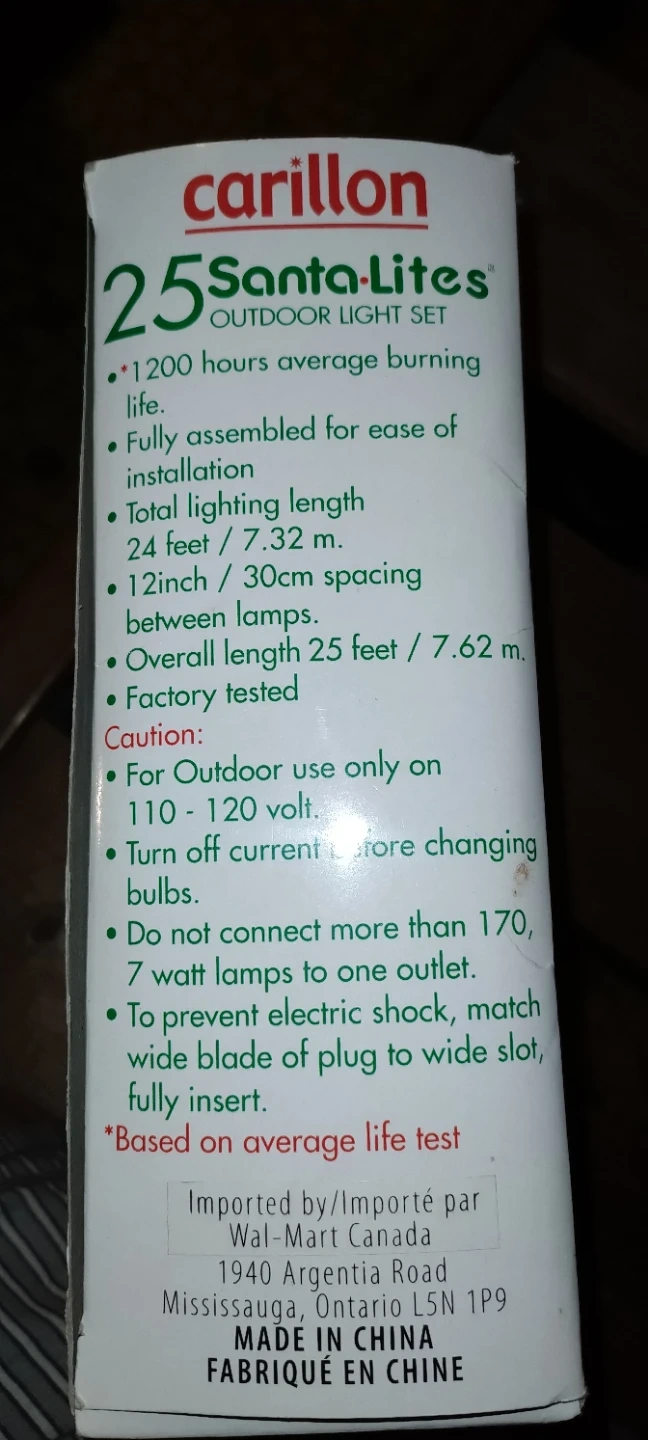 carillon
25 Santa·Lites™
OUTDOOR LIGHT SET
• *1200 hours average burning
life.
• Fully assembled for ease of
installation
• Total lighting length
24 feet / 7.32 m.
• 12inch / 30cm spacing
between lamps.
• Overall length 25 feet / 7.62 m.
• Factory tested
Caution:
• For Outdoor use only on
110 - 120 volt.
• Turn off current before changing
bulbs.
• Do not connect more than 170,
7 watt lamps to one outlet.
• To prevent electric shock, match
wide blade of plug to wide slot,
fully insert.
*Based on average life test
Imported by/Importé par
Wal-Mart Canada
1940 Argentia Road
Mississauga, Ontario L5N 1P9
MADE IN CHINA
FABRIQUÉ EN CHINE